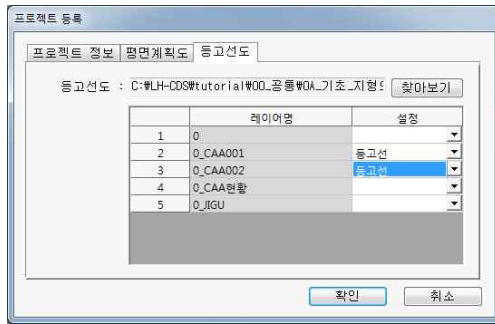 프로젝트 등록
프로젝트 정보 평면계획도 등고선도
등고선도 : C:₩LH-CDS₩tutorial₩00_공통₩0A_기초_지형 찾아보기
레이어명 설정
1 0
2 0_CAA001 등고선
3 0_CAA002 등고선
4 0_CAA현황
5 0_JIGU
확인 취소